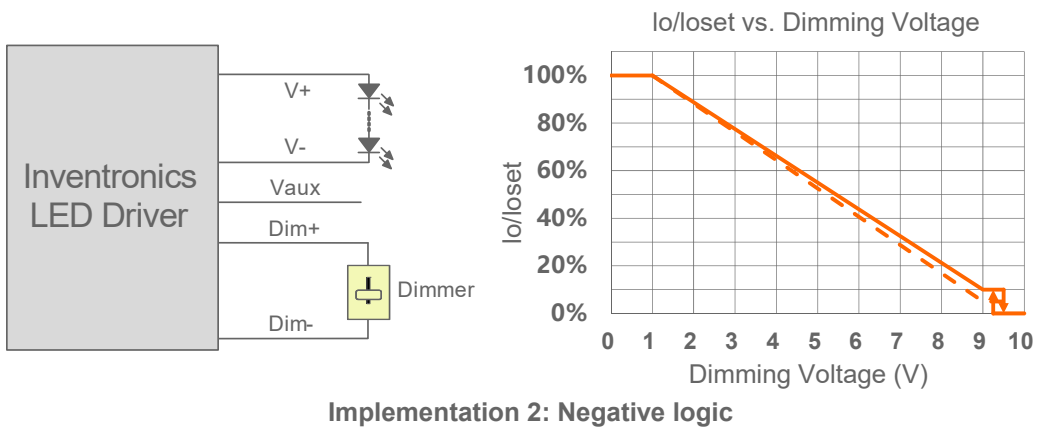 Inventronics
LED Driver
V+
V-
Vaux
Dim+
Dim-
Dimmer
Io/Ioset vs. Dimming Voltage
Io/Ioset
100%
80%
60%
40%
20%
0%
0 1 2 3 4 5 6 7 8 9 10
Dimming Voltage (V)
Implementation 2: Negative logic